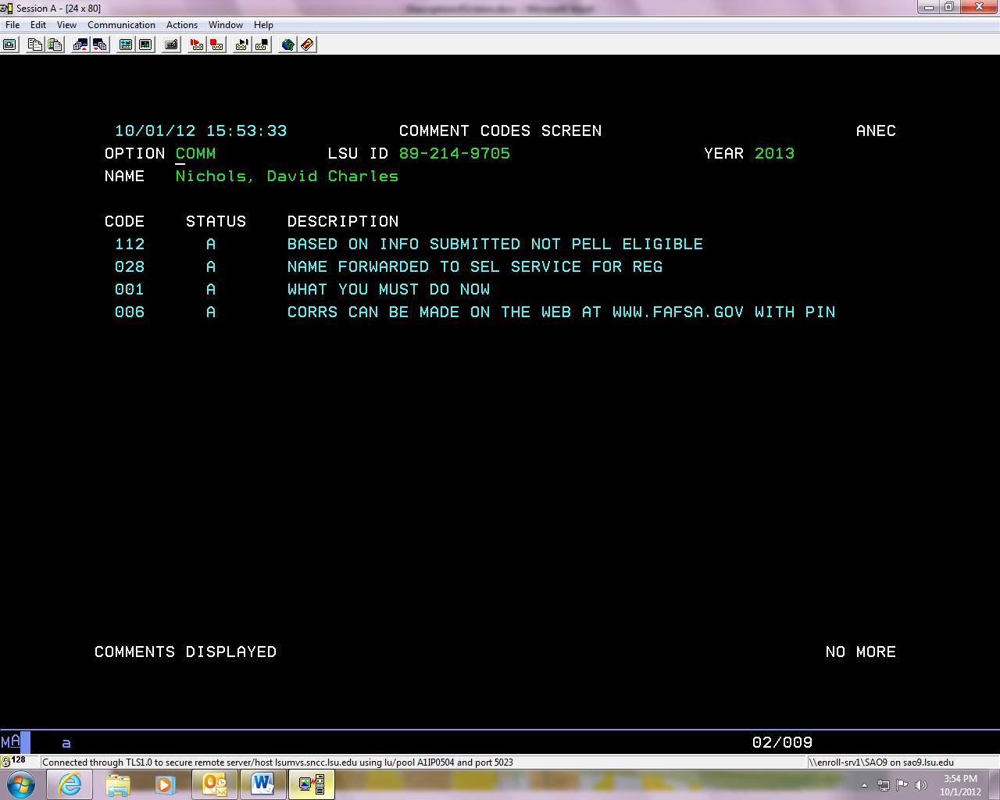 Session A - [24 x 80]
File Edit View Communication Actions Window Help
10/01/12 15:53:33 COMMENT CODES SCREEN ANEC
OPTION COMM LSU ID 89-214-9705 YEAR 2013
NAME Nichols, David Charles
CODE STATUS DESCRIPTION
112 A BASED ON INFO SUBMITTED NOT PELL ELIGIBLE
028 A NAME FORWARDED TO SEL SERVICE FOR REG
001 A WHAT YOU MUST DO NOW
006 A CORRS CAN BE MADE ON THE WEB AT WWW.FAFSA.GOV WITH PIN
COMMENTS DISPLAYED NO MORE
MA a 02/009
128 Connected through TLS1.0 to secure remote server/host lsumvs.sncc.lsu.edu using lu/pool A1IP0504 and port 5023 \\enroll-srv1\SAO9 on sao9.lsu.edu
3:54 PM
10/1/2012